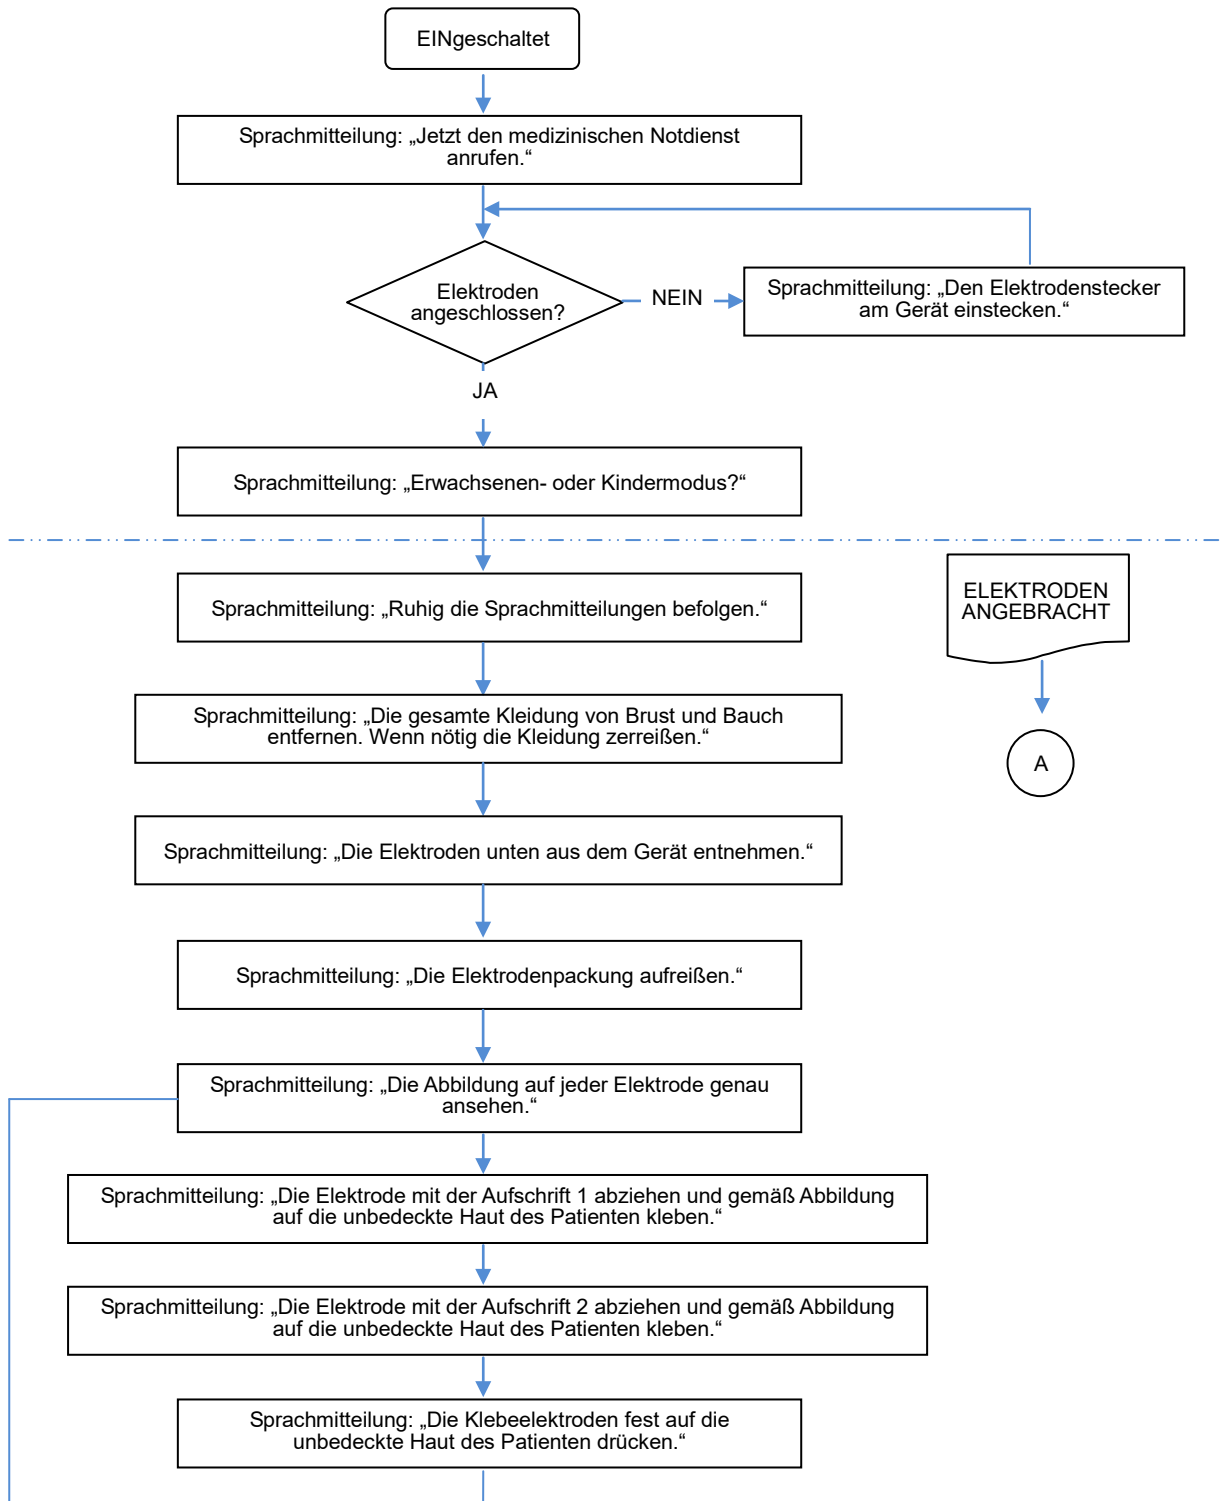 EINgeschaltet
Sprachmitteilung: „Jetzt den medizinischen Notdienst
anrufen.“
Elektroden
angeschlossen?
NEIN
Sprachmitteilung: „Den Elektrodenstecker
am Gerät einstecken.“
JA
Sprachmitteilung: „Erwachsenen- oder Kindermodus?“
Sprachmitteilung: „Ruhig die Sprachmitteilungen befolgen.“
ELEKTRODEN
ANGEBRACHT
Sprachmitteilung: „Die gesamte Kleidung von Brust und Bauch
entfernen. Wenn nötig die Kleidung zerreißen.“
A
Sprachmitteilung: „Die Elektroden unten aus dem Gerät entnehmen.“
Sprachmitteilung: „Die Elektrodenpackung aufreißen.“
Sprachmitteilung: „Die Abbildung auf jeder Elektrode genau
ansehen.“
Sprachmitteilung: „Die Elektrode mit der Aufschrift 1 abziehen und gemäß Abbildung
auf die unbedeckte Haut des Patienten kleben.“
Sprachmitteilung: „Die Elektrode mit der Aufschrift 2 abziehen und gemäß Abbildung
auf die unbedeckte Haut des Patienten kleben.“
Sprachmitteilung: „Die Klebeelektroden fest auf die
unbedeckte Haut des Patienten drücken.“